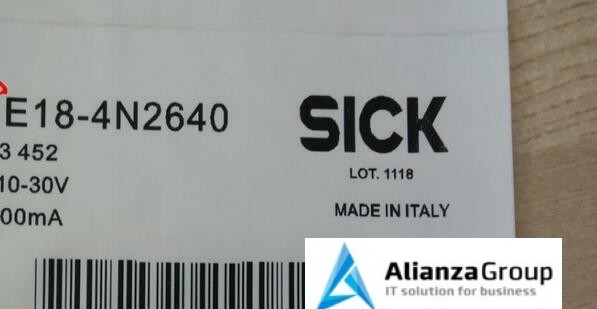 E18-4N2640
3 452
10-30V
00mA
SICK
LOT. 1118
MADE IN ITALY
AlianzaGroup
IT solution for business